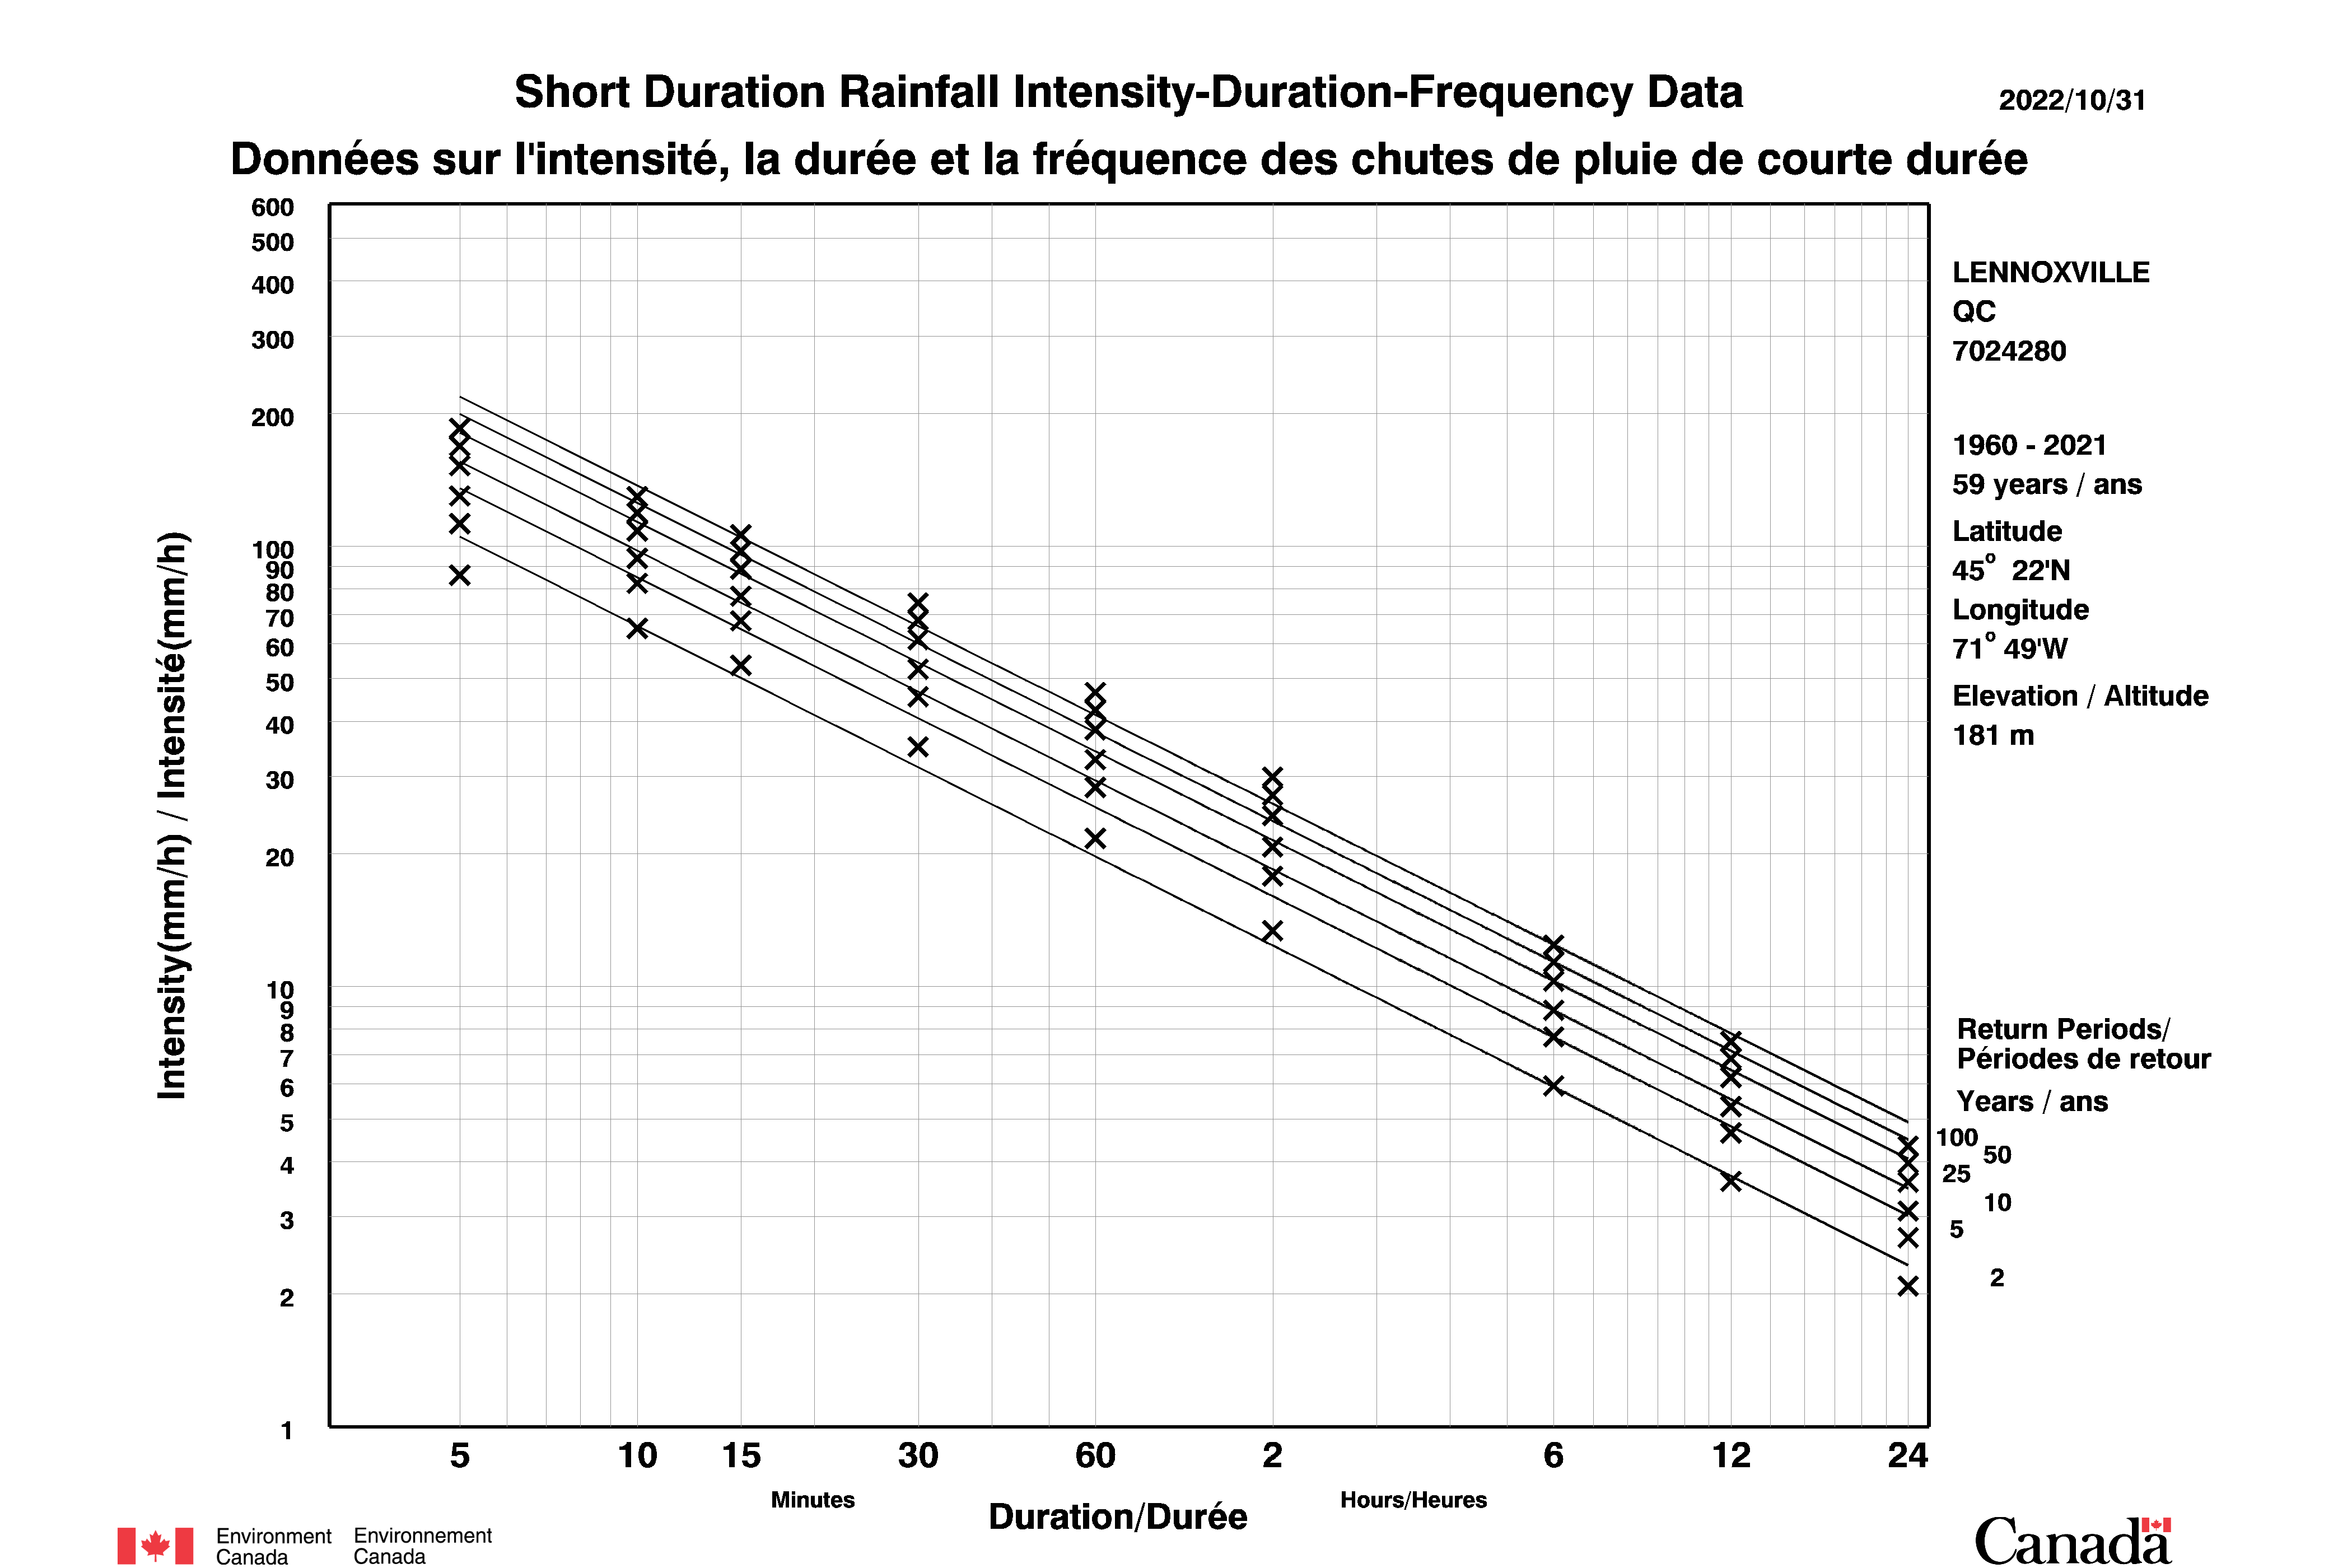 Short Duration Rainfall Intensity-Duration-Frequency Data
2022/10/31
Données sur l'intensité, la durée et la fréquence des chutes de pluie de courte durée
600
500
400
300
200
100
90
80
70
60
50
40
30
20
10
9
8
7
6
5
4
3
2
1
Intensity(mm/h) / Intensité(mm/h)
LENNOXVILLE
QC
7024280
1960 - 2021
59 years / ans
Latitude
45° 22'N
Longitude
71° 49'W
Elevation / Altitude
181 m
Return Periods/
Périodes de retour
Years / ans
100
50
25
10
5
2
5 10 15 30 60 2 6 12 24
Minutes
Hours/Heures
Duration/Durée
Environment Canada
Environnement Canada
Canada